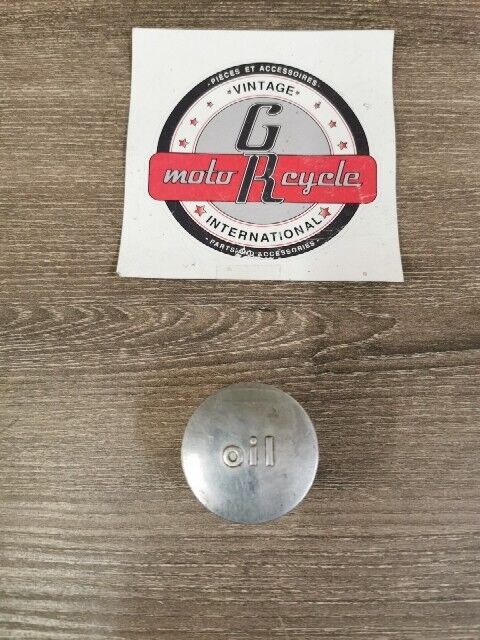 PIÈCES ET ACCESSOIRES
VINTAGE
G
moto R cycle
INTERNATIONAL
PARTS AND ACCESSORIES
oil